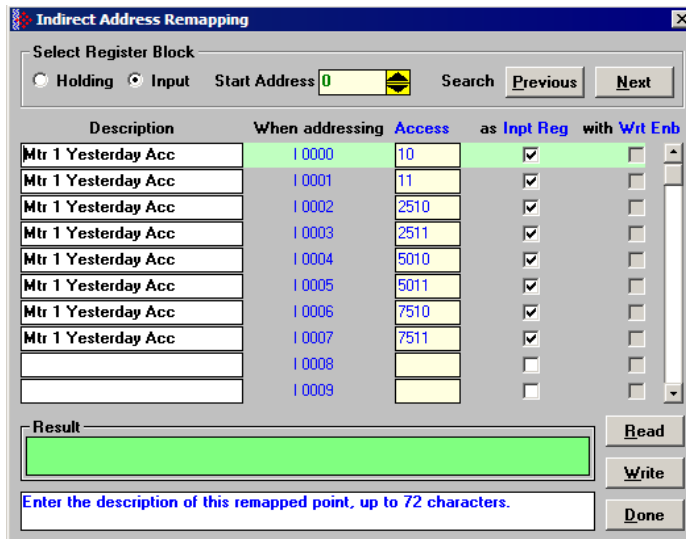 Indirect Address Remapping
Select Register Block
Holding Input Start Address 0 Search Previous Next
Description When addressing Access as Inpt Reg with Wrt Enb
Mtr 1 Yesterday Acc I 0000 10
Mtr 1 Yesterday Acc I 0001 11
Mtr 1 Yesterday Acc I 0002 2510
Mtr 1 Yesterday Acc I 0003 2511
Mtr 1 Yesterday Acc I 0004 5010
Mtr 1 Yesterday Acc I 0005 5011
Mtr 1 Yesterday Acc I 0006 7510
Mtr 1 Yesterday Acc I 0007 7511
I 0008
I 0009
Result
Read
Write
Enter the description of this remapped point, up to 72 characters.
Done